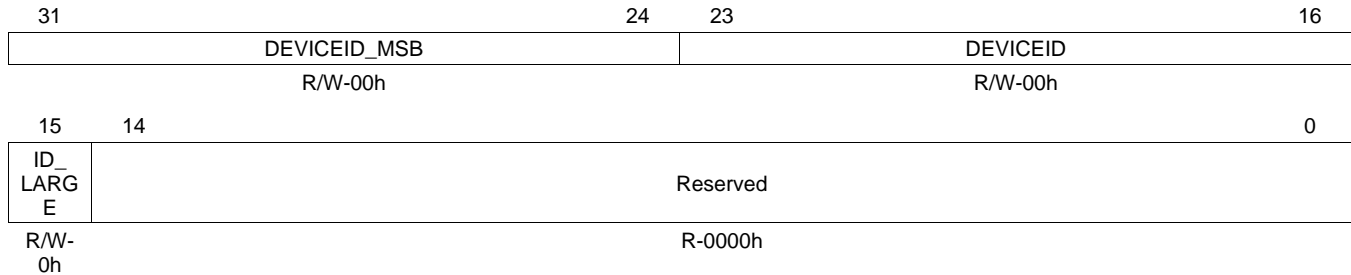 31 24 23 16
DEVICEID_MSB DEVICEID
R/W-00h R/W-00h
15 14 0
ID_
LARG
E
Reserved
R/W-
0h
R-0000h